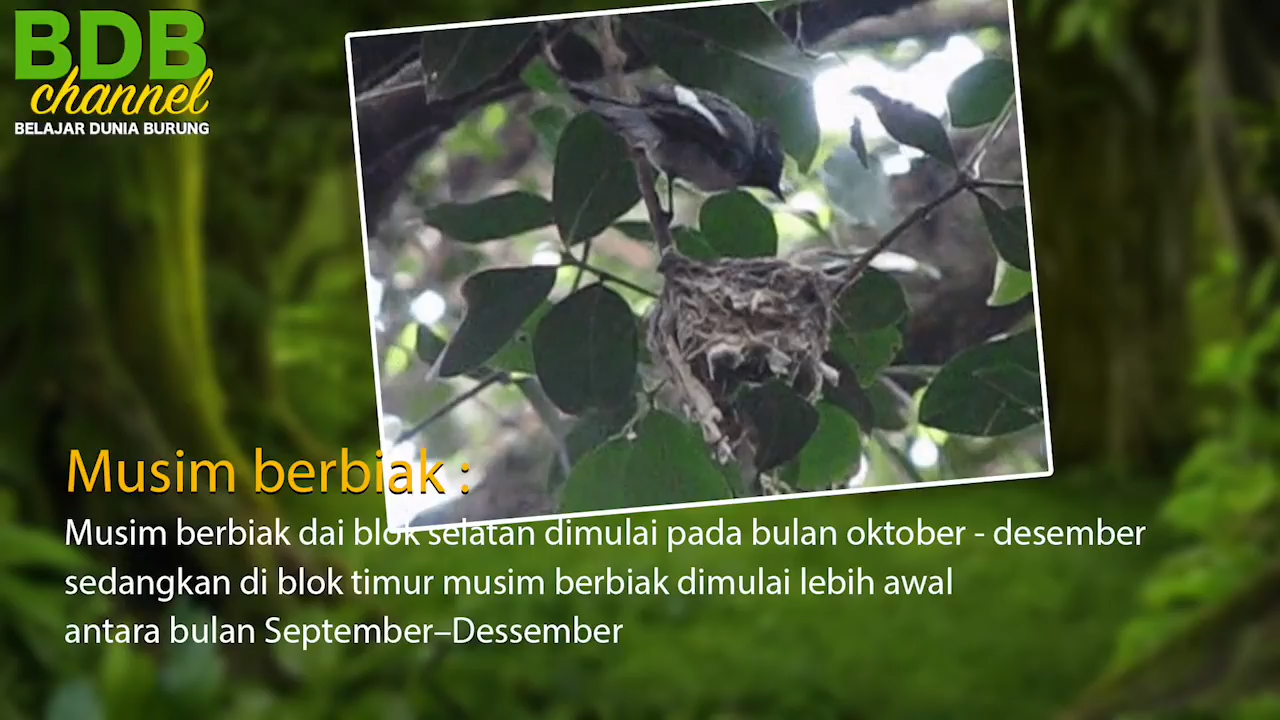 BDB
channel
BELAJAR DUNIA BURUNG
Musim berbiak :
Musim berbiak dai blok selatan dimulai pada bulan oktober - desember
sedangkan di blok timur musim berbiak dimulai lebih awal
antara bulan September–Dessember